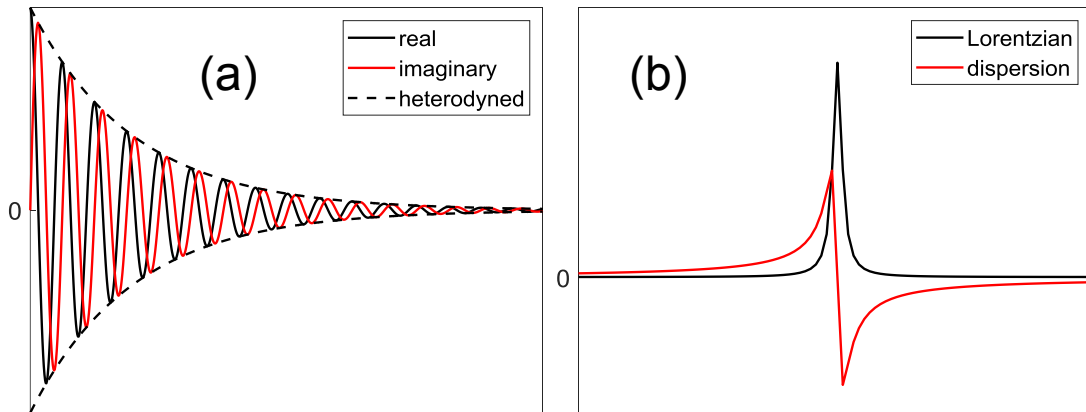 (a)
real
imaginary
heterodyned
0
(b)
Lorentzian
dispersion
0